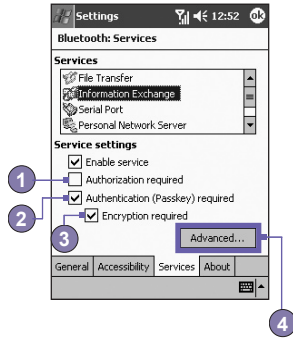 Settings 12:52 ok
Bluetooth: Services
Services
File Transfer
Information Exchange
Serial Port
Personal Network Server
Service settings
Enable service
1 Authorization required
2 Authentication (Passkey) required
3 Encryption required
Advanced...
General Accessibility Services About
4